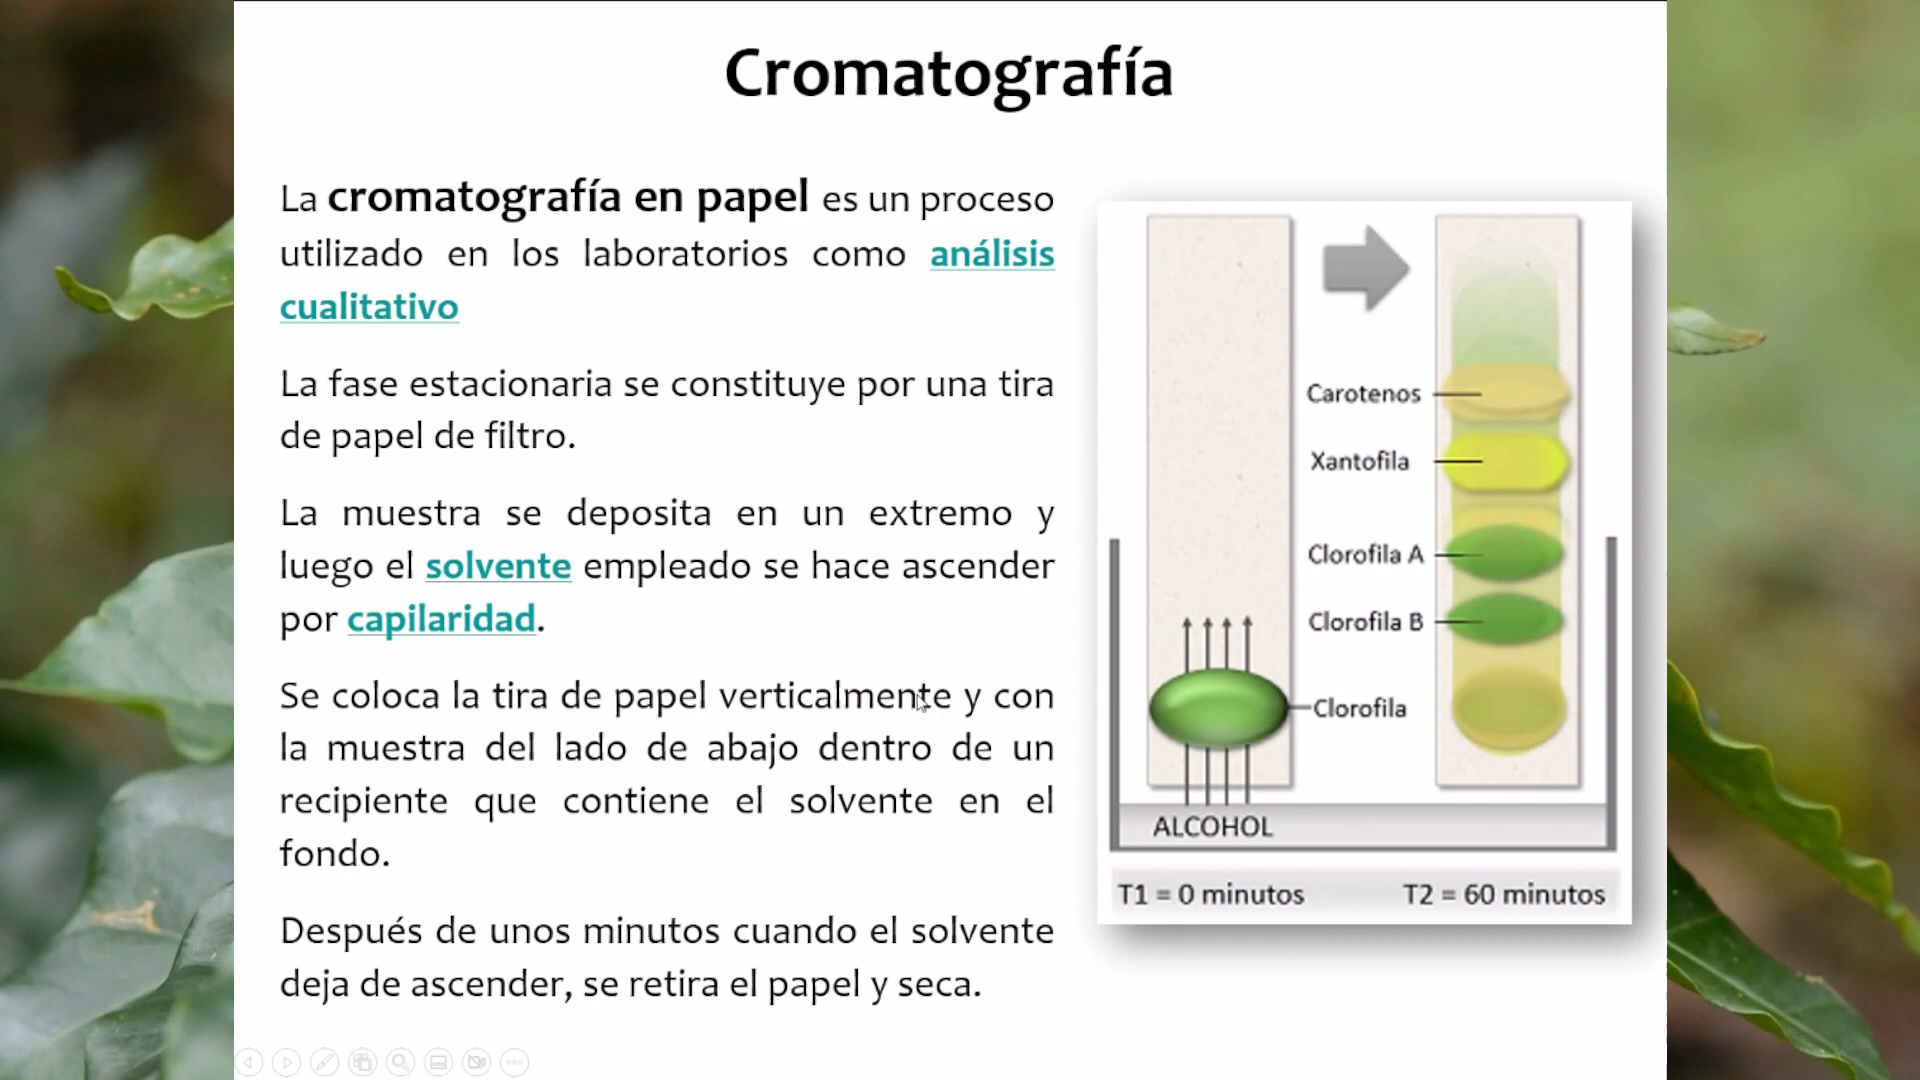 Cromatografía
La cromatografía en papel es un proceso
utilizado en los laboratorios como análisis
cualitativo
La fase estacionaria se constituye por una tira
de papel de filtro.
La muestra se deposita en un extremo y
luego el solvente empleado se hace ascender
por capilaridad.
Se coloca la tira de papel verticalmente y con
la muestra del lado de abajo dentro de un
recipiente que contiene el solvente en el
fondo.
Después de unos minutos cuando el solvente
deja de ascender, se retira el papel y seca.
Carotenos
Xantofila
Clorofila A
Clorofila B
Clorofila
ALCOHOL
T1 = 0 minutos
T2 = 60 minutos